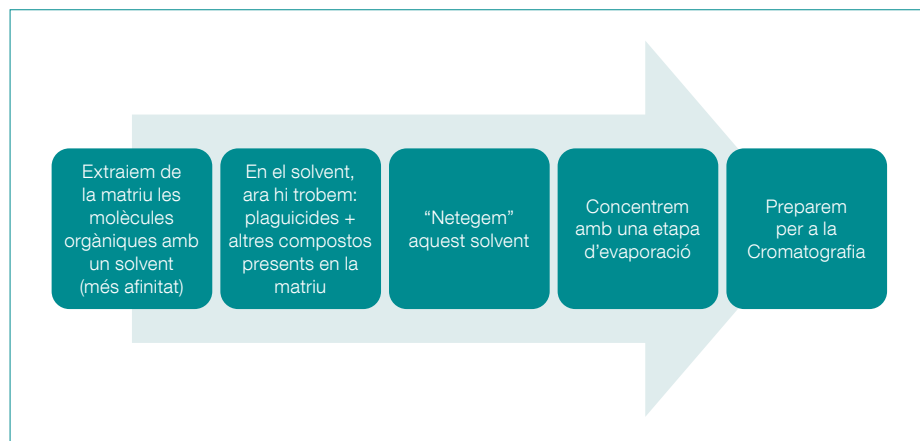 Extraiem de
la matriu les
molècules
orgàniques amb
un solvent
(més afinitat)
En el solvent,
ara hi trobem:
plaguicides +
altres compostos
presents en la
matriu
“Netegem”
aquest solvent
Concentrem
amb una etapa
d’evaporació
Preparem
per a la
Cromatografia